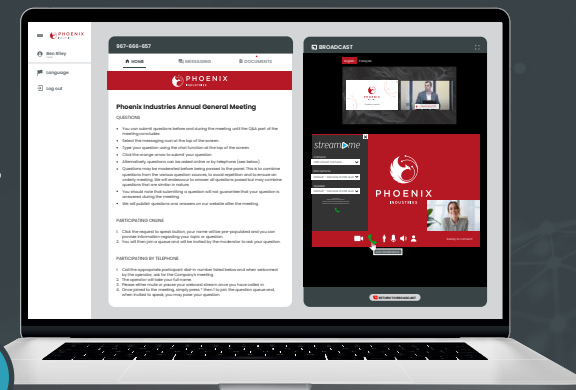 PHOENIX
INDUSTRIES
Ben Riley
Language
Log out
967-666-657
HOME
MESSAGING
DOCUMENTS
PHOENIX
INDUSTRIES
Phoenix Industries Annual General Meeting
QUESTIONS
• You can submit questions before and during the meeting until the Q&A part of the
meeting concludes
• Select the messaging icon at the top of the screen
• Type your question using the chat function at the top of the screen
• Click the orange arrow to submit your question
• Alternatively questions can be asked online or by telephone (see below)
• Questions may be moderated before being passed to the panel. This is to combine
questions from the various question sources, to avoid repetition and to ensure an
orderly meeting. We will endeavour to answer all questions posed but may combine
questions that are similar in nature
• You should note that submitting a question will not guarantee that your question is
answered during the meeting
• We will publish questions and answers on our website after the meeting
PARTICIPATING ONLINE
1. Click the request to speak button, your name will be pre-populated and you can
provide information regarding your topic or question.
2. You will then join a queue and will be invited by the moderator to ask your question.
PARTICIPATING BY TELEPHONE
1. Call the appropriate participant dial-in number listed below and when welcomed
by the operator, ask for the Company's meeting.
2. The operator will take your full name.
3. Please either mute or pause your webcast stream once you have called in
4. Once joined to the meeting, simply press * then 1 to join the question queue and,
when invited to speak, you may pose your question.
BROADCAST
English
Français
streamme
PHOENIX
INDUSTRIES
Ready to Connect
RETURN TO BROADCAST